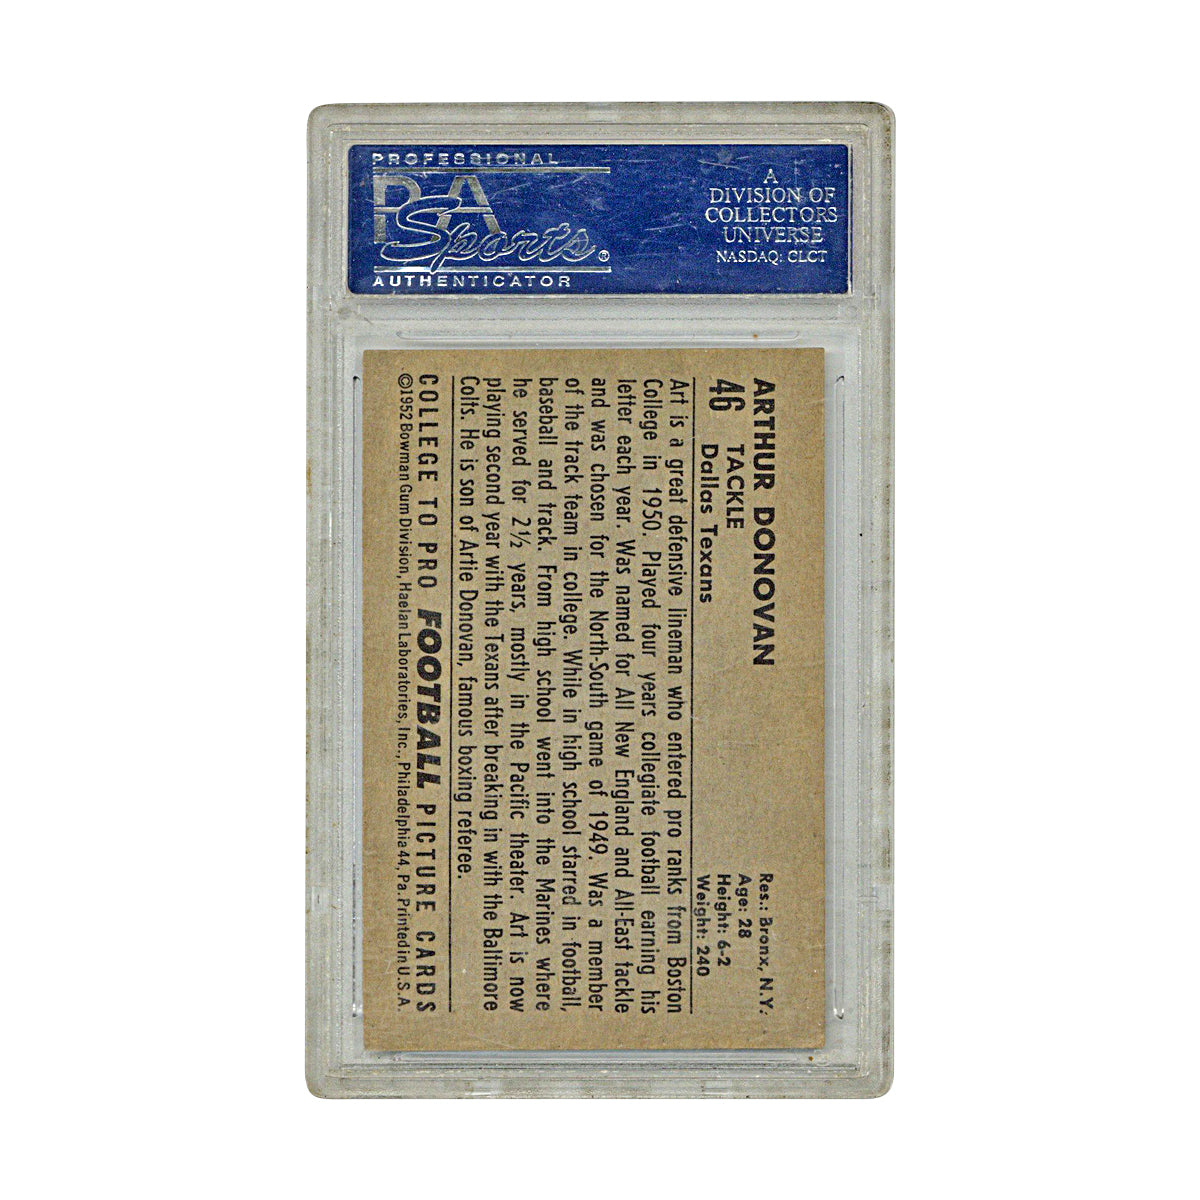 PROFESSIONAL
PSA
Sports®
AUTHENTICATOR
A
DIVISION OF
COLLECTORS
UNIVERSE
NASDAQ: CLCT
ARTHUR DONOVAN
46 TACKLE
Dallas Texans
Res.: Bronx, N.Y.
Age: 28
Height: 6-2
Weight: 240
Art is a great defensive lineman who entered pro ranks from Boston
College in 1950. Played four years collegiate football earning his
letter each year. Was named for All New England and All-East tackle
and was chosen for the North-South game of 1949. Was a member
of the track team in college. While in high school starred in football,
baseball and track. From high school went into the Marines where
he served for 2½ years, mostly in the Pacific theater. Art is now
playing second year with the Texans after breaking in with the Baltimore
Colts. He is son of Artie Donovan, famous boxing referee.
COLLEGE TO PRO FOOTBALL PICTURE CARDS
©1952 Bowman Gum Division, Haelan Laboratories, Inc., Philadelphia 44, Pa. Printed in U.S.A.